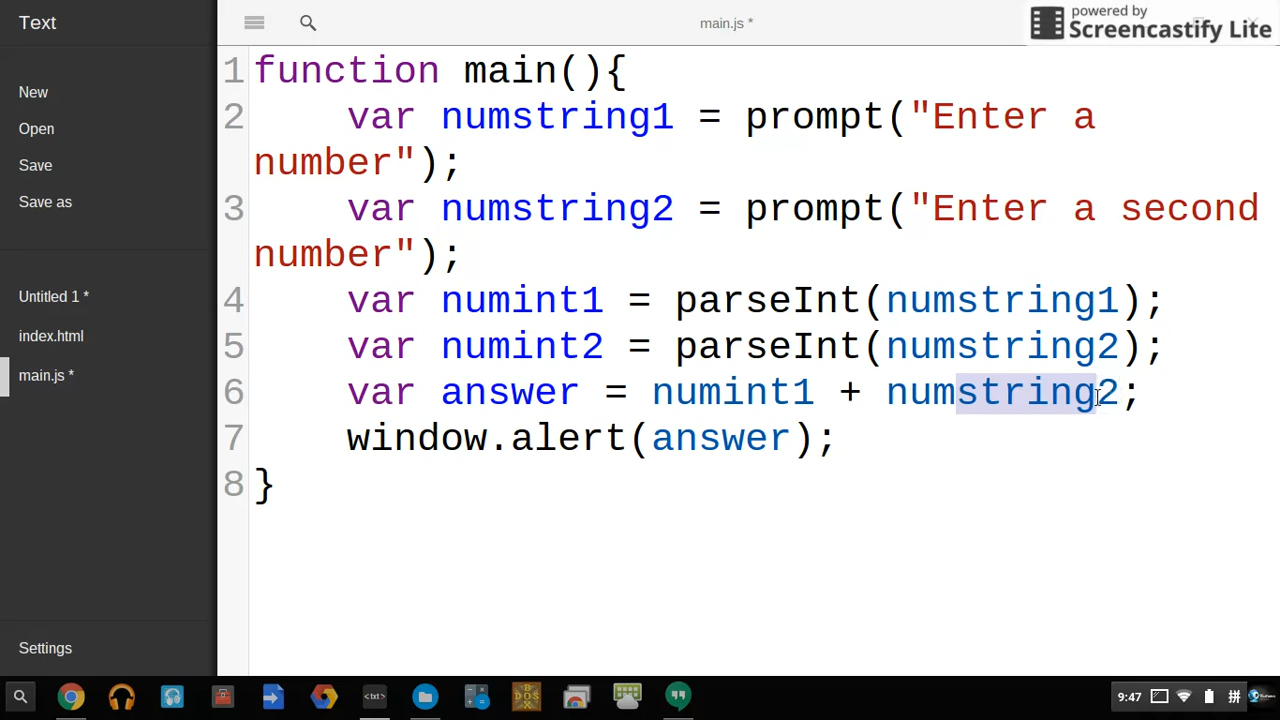 Text
main.js *
powered by
Screencastify Lite
New
Open
Save
Save as
Untitled 1 *
index.html
main.js *
Settings
1 function main(){
2 var numstring1 = prompt("Enter a
number");
3 var numstring2 = prompt("Enter a second
number");
4 var numint1 = parseInt(numstring1);
5 var numint2 = parseInt(numstring2);
6 var answer = numint1 + numstring2;
7 window.alert(answer);
8 }
<txt>
DOS
9:47
拼